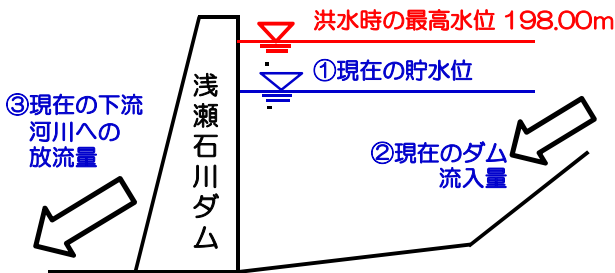 洪水時の最高水位 198.00m
①現在の貯水位
浅瀬石川ダム
③現在の下流
河川への
放流量
②現在のダム
流入量